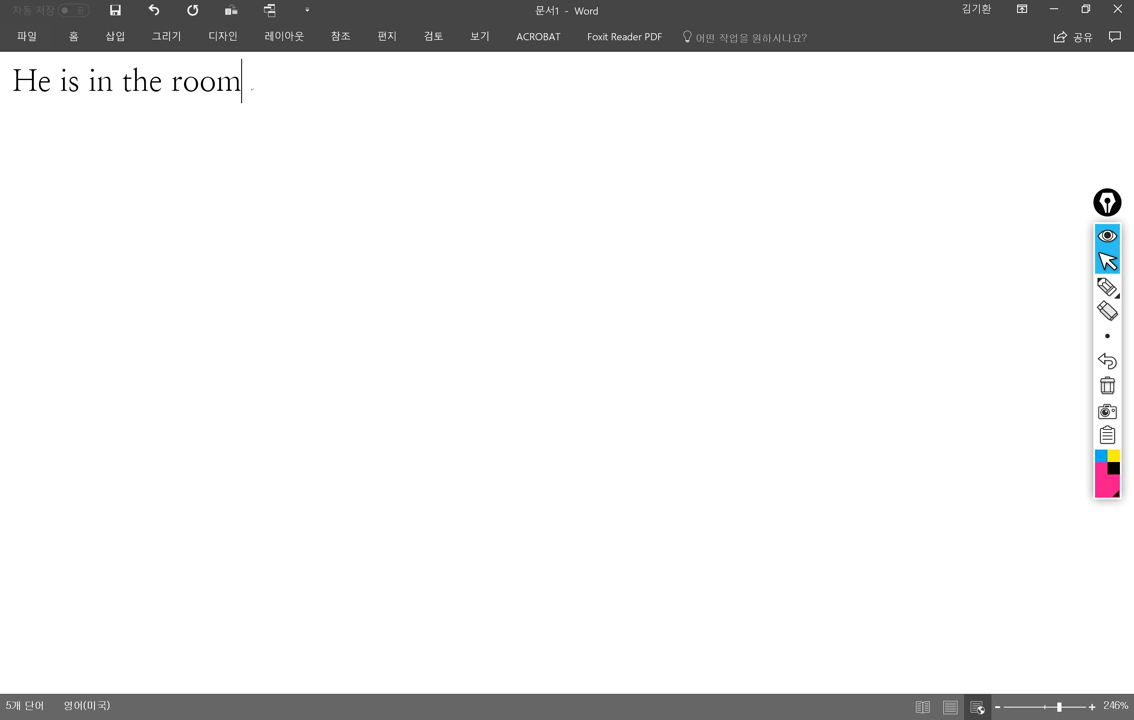 자동 저장
문서1 - Word
김기환
파일 홈 삽입 그리기 디자인 레이아웃 참조 편지 검토 보기 ACROBAT Foxit Reader PDF 어떤 작업을 원하시나요? 공유
He is in the room
5개 단어 영어(미국) 246%